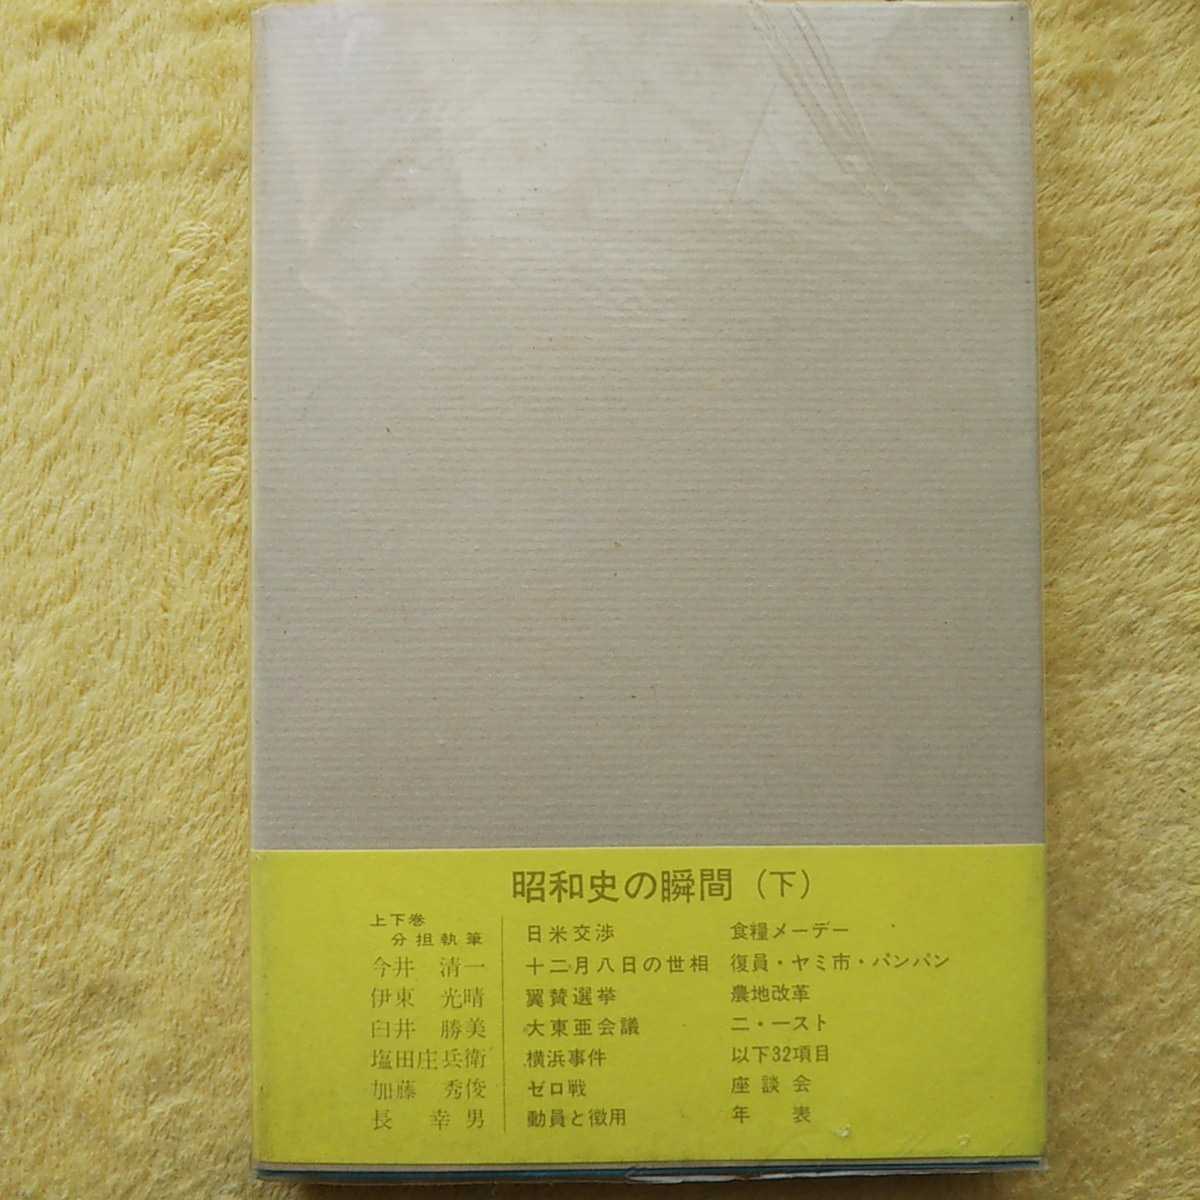 昭和史の瞬間（下）
上下巻
分担執筆
今井 清一
伊東 光晴
臼井 勝美
塩田庄兵衛
加藤 秀俊
長 幸男
日米交渉
十二月八日の世相
翼賛選挙
大東亜会議
横浜事件
ゼロ戦
動員と徴用
食糧メーデー
復員・ヤミ市・パンパン
農地改革
二・一スト
以下32項目
座談会
年表